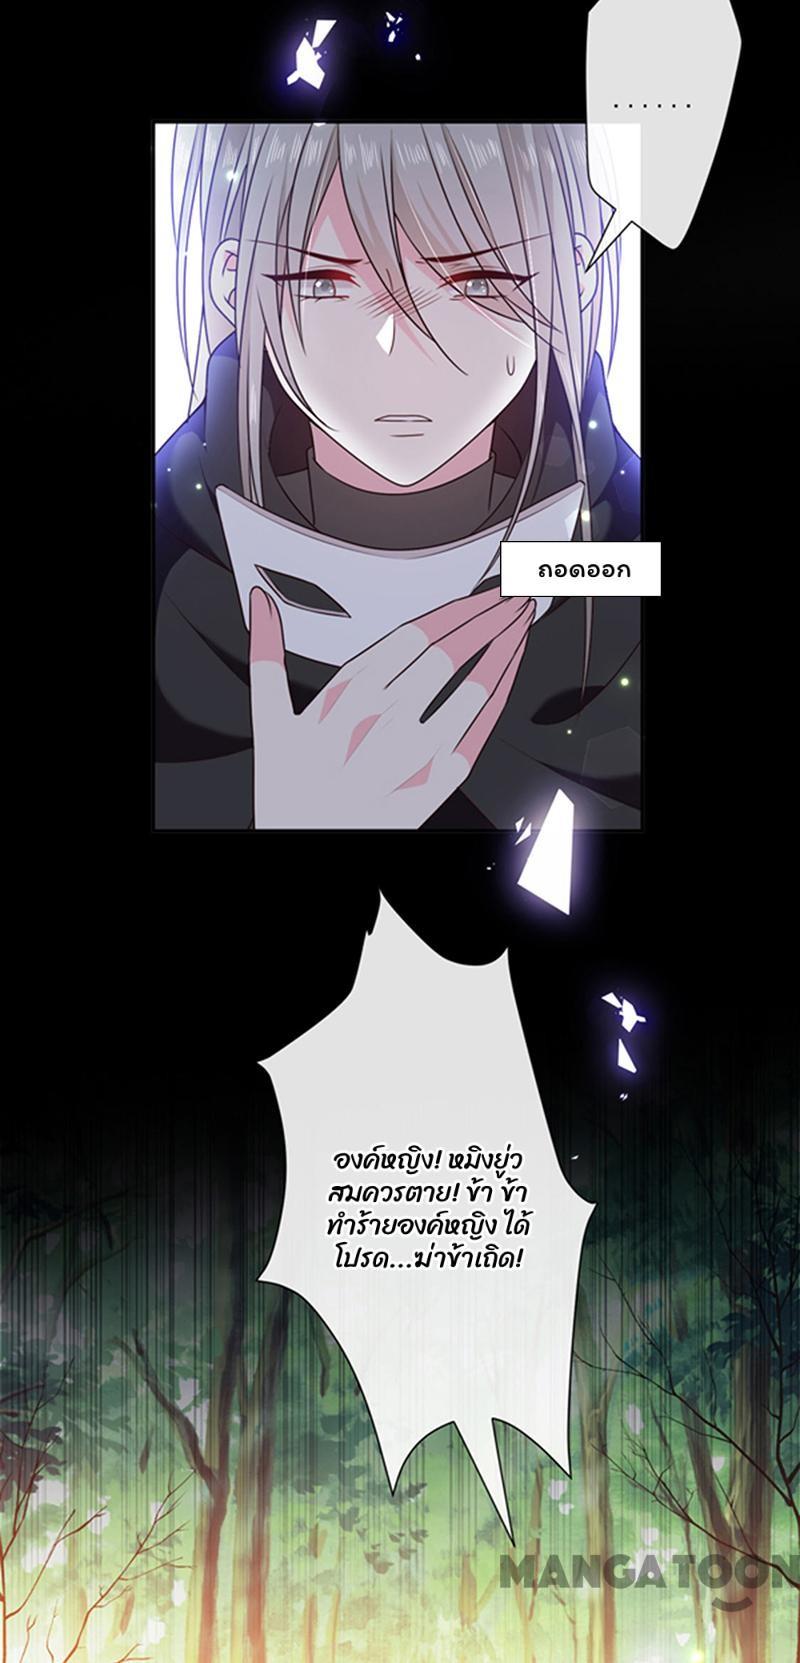 ......
ถอดออก
องค์หญิง! หมิงยู่ว
สมควรตาย! ข้า ข้า
ทำร้ายองค์หญิง ได้
โปรด...ฆ่าข้าเถิด!
MANGATOON